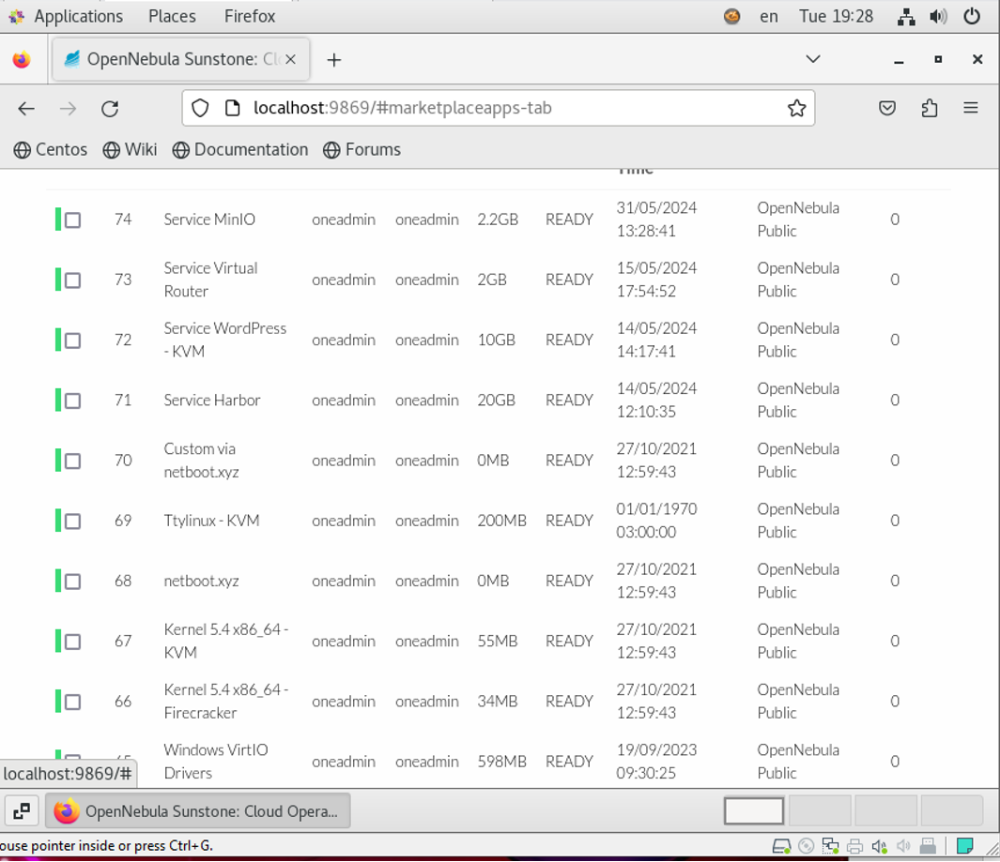 Applications Places Firefox en Tue 19:28
OpenNebula Sunstone: Clo
localhost:9869/#marketplaceapps-tab
Centos Wiki Documentation Forums
Time
74 Service MinIO oneadmin oneadmin 2.2GB READY 31/05/2024 13:28:41 OpenNebula Public 0
73 Service Virtual Router oneadmin oneadmin 2GB READY 15/05/2024 17:54:52 OpenNebula Public 0
72 Service WordPress - KVM oneadmin oneadmin 10GB READY 14/05/2024 14:17:41 OpenNebula Public 0
71 Service Harbor oneadmin oneadmin 20GB READY 14/05/2024 12:10:35 OpenNebula Public 0
70 Custom via netboot.xyz oneadmin oneadmin 0MB READY 27/10/2021 12:59:43 OpenNebula Public 0
69 Ttylinux - KVM oneadmin oneadmin 200MB READY 01/01/1970 03:00:00 OpenNebula Public 0
68 netboot.xyz oneadmin oneadmin 0MB READY 27/10/2021 12:59:43 OpenNebula Public 0
67 Kernel 5.4 x86_64 - KVM oneadmin oneadmin 55MB READY 27/10/2021 12:59:43 OpenNebula Public 0
66 Kernel 5.4 x86_64 - Firecracker oneadmin oneadmin 34MB READY 27/10/2021 12:59:43 OpenNebula Public 0
65 Windows VirtIO Drivers oneadmin oneadmin 598MB READY 19/09/2023 09:30:25 OpenNebula Public 0
localhost:9869/#
OpenNebula Sunstone: Cloud Opera...
ouse pointer inside or press Ctrl+G.